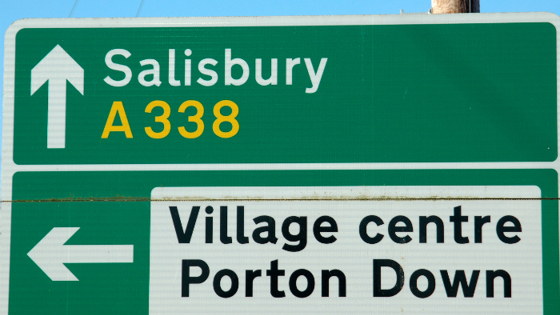 Salisbury
A338
Village centre
Porton Down